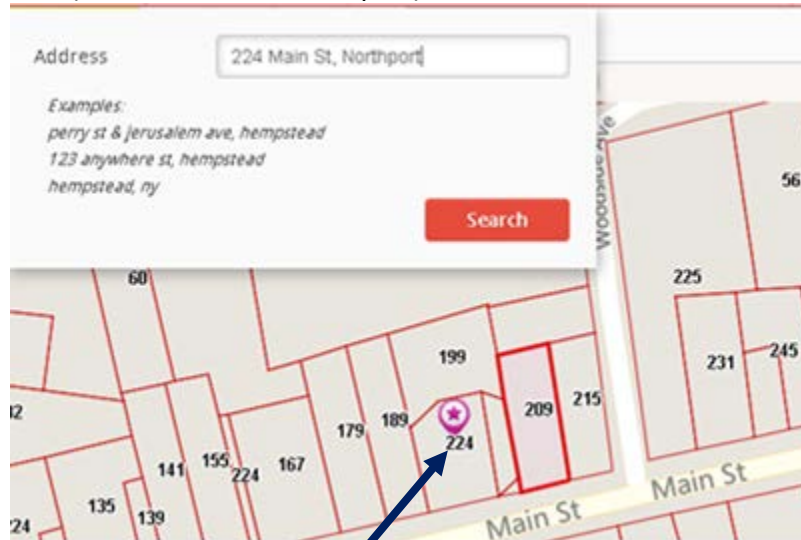 Address 224 Main St, Northport
Examples:
perry st & jerusalem ave, hempstead
123 anywhere st, hempstead
hempstead, ny
Search
Woodside Ave
56
60
225
199
231
245
209
215
179
189
224
141
155
224
167
135
139
24
Main St
Main St